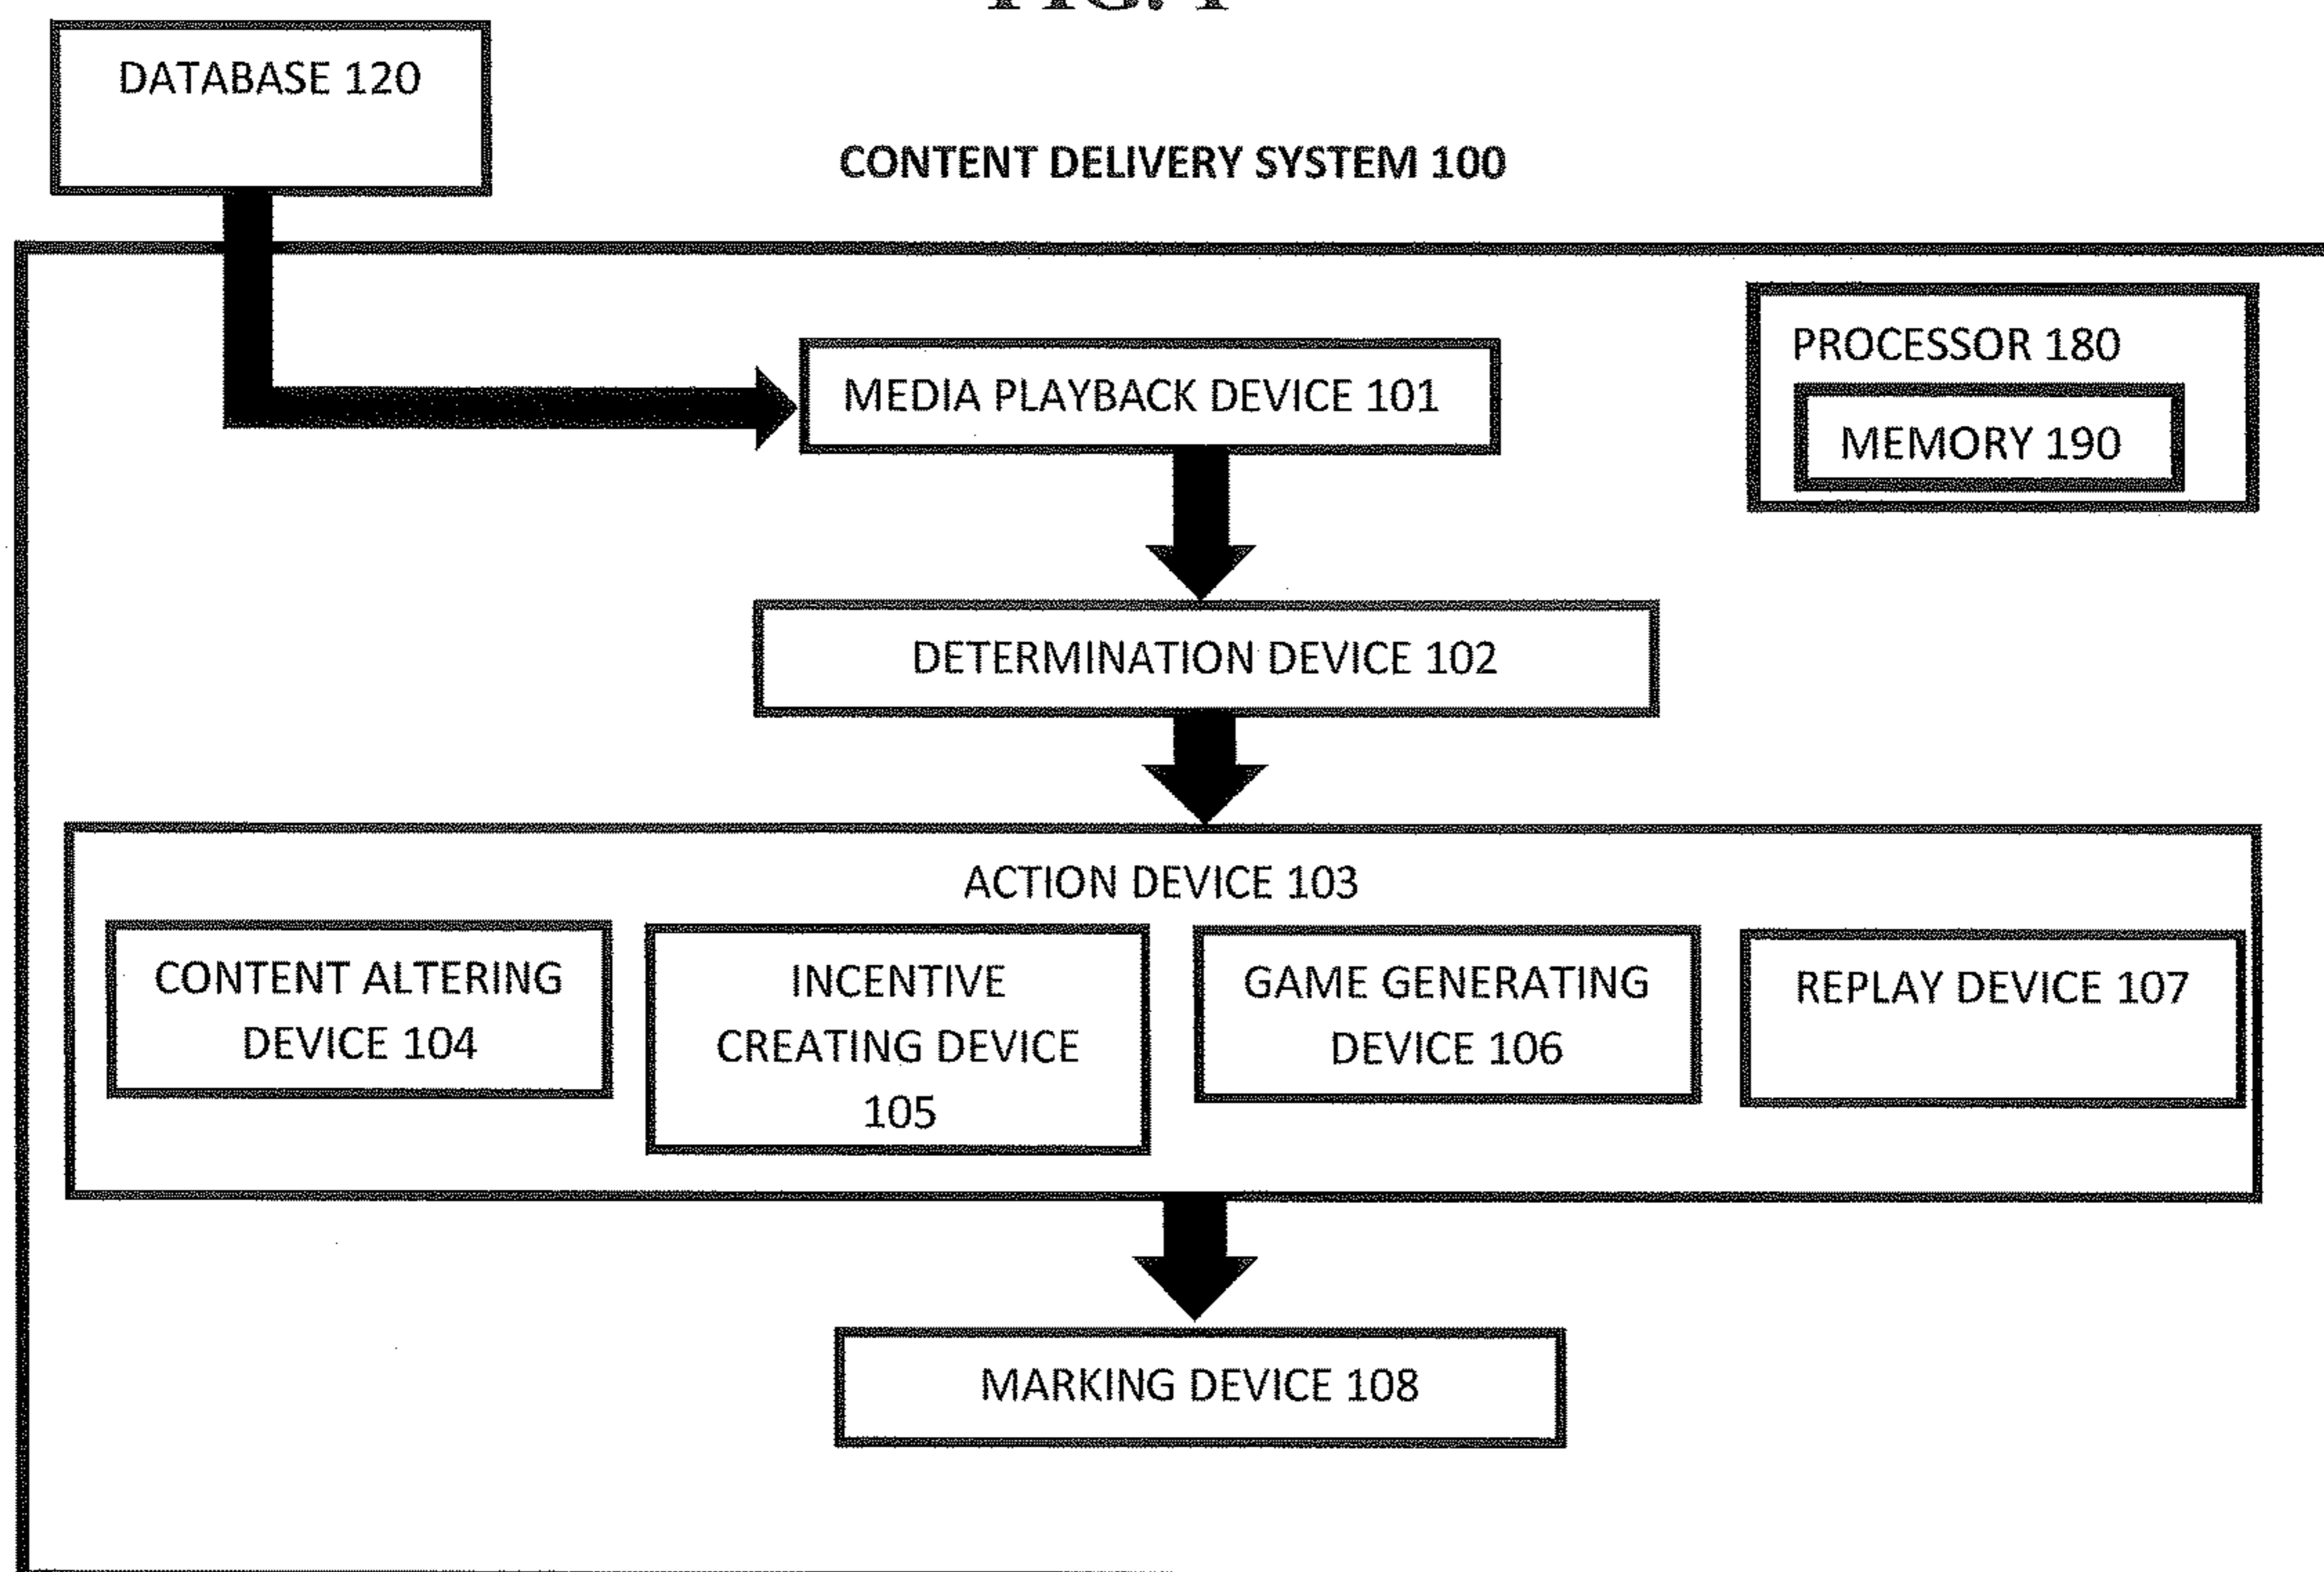 FIG. 1
DATABASE 120
CONTENT DELIVERY SYSTEM 100
PROCESSOR 180
MEMORY 190
MEDIA PLAYBACK DEVICE 101
DETERMINATION DEVICE 102
ACTION DEVICE 103
CONTENT ALTERING
DEVICE 104
INCENTIVE
CREATING DEVICE
105
GAME GENERATING
DEVICE 106
REPLAY DEVICE 107
MARKING DEVICE 108